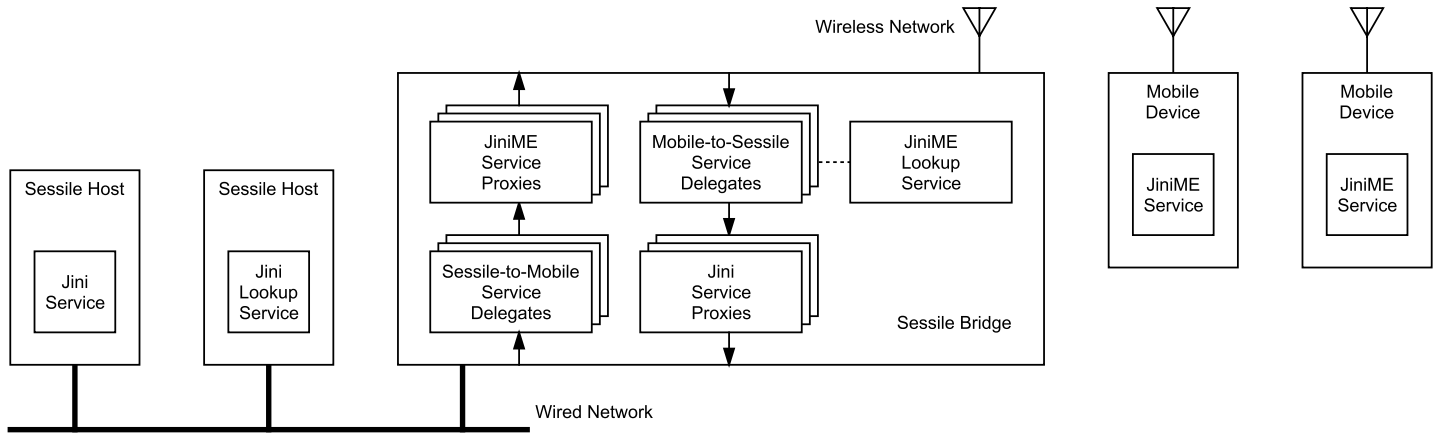 Wireless Network
Sessile Host
Jini
Service
Sessile Host
Jini
Lookup
Service
JiniME
Service
Proxies
Mobile-to-Sessile
Service
Delegates
JiniME
Lookup
Service
Sessile-to-Mobile
Service
Delegates
Jini
Service
Proxies
Sessile Bridge
Mobile
Device
JiniME
Service
Mobile
Device
JiniME
Service
Wired Network